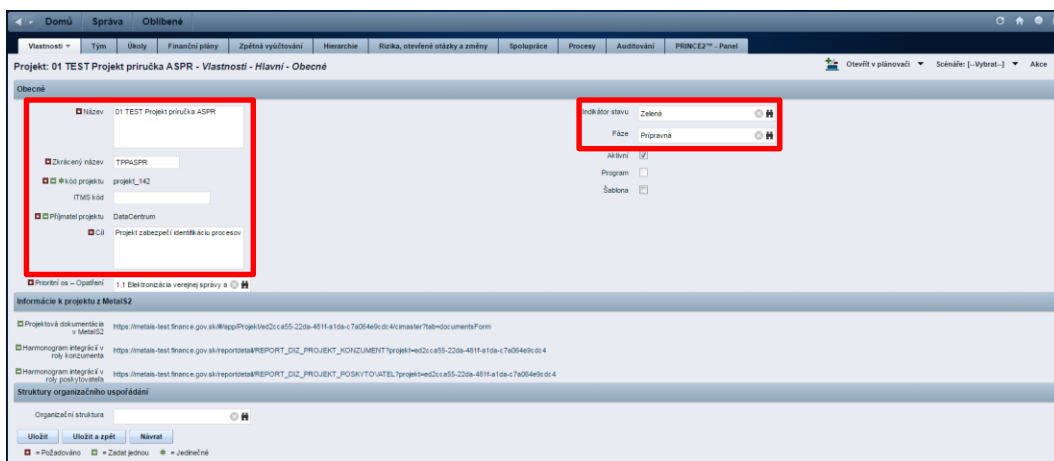 Domů Správa Oblíbené
Vlastnosti Tým Úkoly Finanční plány Zpětná vyúčtování Hierarchie Rizika, otevřené otázky a změny Spolupráce Procesy Auditování PRINCE2™ - Panel
Projekt: 01 TEST Projekt príručka ASPR - Vlastnosti - Hlavní - Obecné
Otevřít v plánovači Scénáře: [--Vybrat--] Akce
Obecné
Název 01 TEST Projekt príručka ASPR
Indikátor stavu Zelená
Fáze Prípravná
Aktivní
Zkrácený název TPPASPR
Program
kód projektu projekt_142
Šablona
ITMS kód
Příjmatel projektu DataCentrum
Cíl Projekt zabezpečí identifikáciu procesov
Prioritní os – Opatření 1.1 Elektronizácia verejnej správy a
Informácie k projektu z MetaIS2
Projektová dokumentácia v MetaIS2 https://metais-test.finance.gov.sk/#/app/Projekt/ed2cca55-22da-481f-a1da-c7a064e9cdc4/cimaster?tab=documentsForm
Harmonogram integrácií v roly konzumenta https://metais-test.finance.gov.sk/reportdetail/REPORT_DIZ_PROJEKT_KONZUMENT?projekt=ed2cca55-22da-481f-a1da-c7a064e9cdc4
Harmonogram integrácií v roly poskytovateľa https://metais-test.finance.gov.sk/reportdetail/REPORT_DIZ_PROJEKT_POSKYTOVATEL?projekt=ed2cca55-22da-481f-a1da-c7a064e9cdc4
Struktury organizačního uspořádání
Organizační struktura
Uložit Uložit a zpět Návrat
= Požadováno = Zadat jednou = Jedinečné